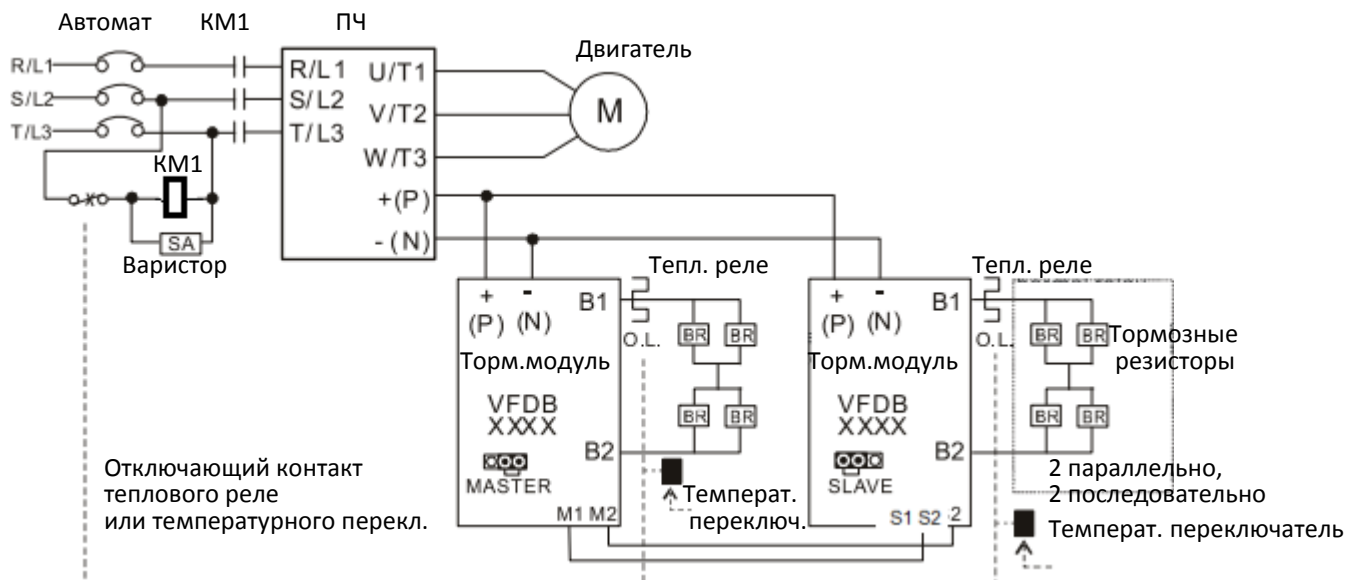 Автомат КМ1 ПЧ
Двигатель
R/L1 R/L1 U/T1
S/L2 S/L2 V/T2 M
T/L3 T/L3 W/T3
КМ1
+(P)
SA -(N)
Варистор
Тепл. реле Тепл. реле
+ - B1 + - B1
(P) (N) (P) (N)
O.L. BR BR O.L. BR BR Тормозные
резисторы
Торм.модуль Торм.модуль
VFDB VFDB
XXXX BR BR XXXX BR BR
B2 B2
MASTER SLAVE
2 параллельно,
2 последовательно
Отключающий контакт
теплового реле
или температурного перекл.
Температ.
переключ.
Температ. переключатель
M1 M2 S1 S2 2